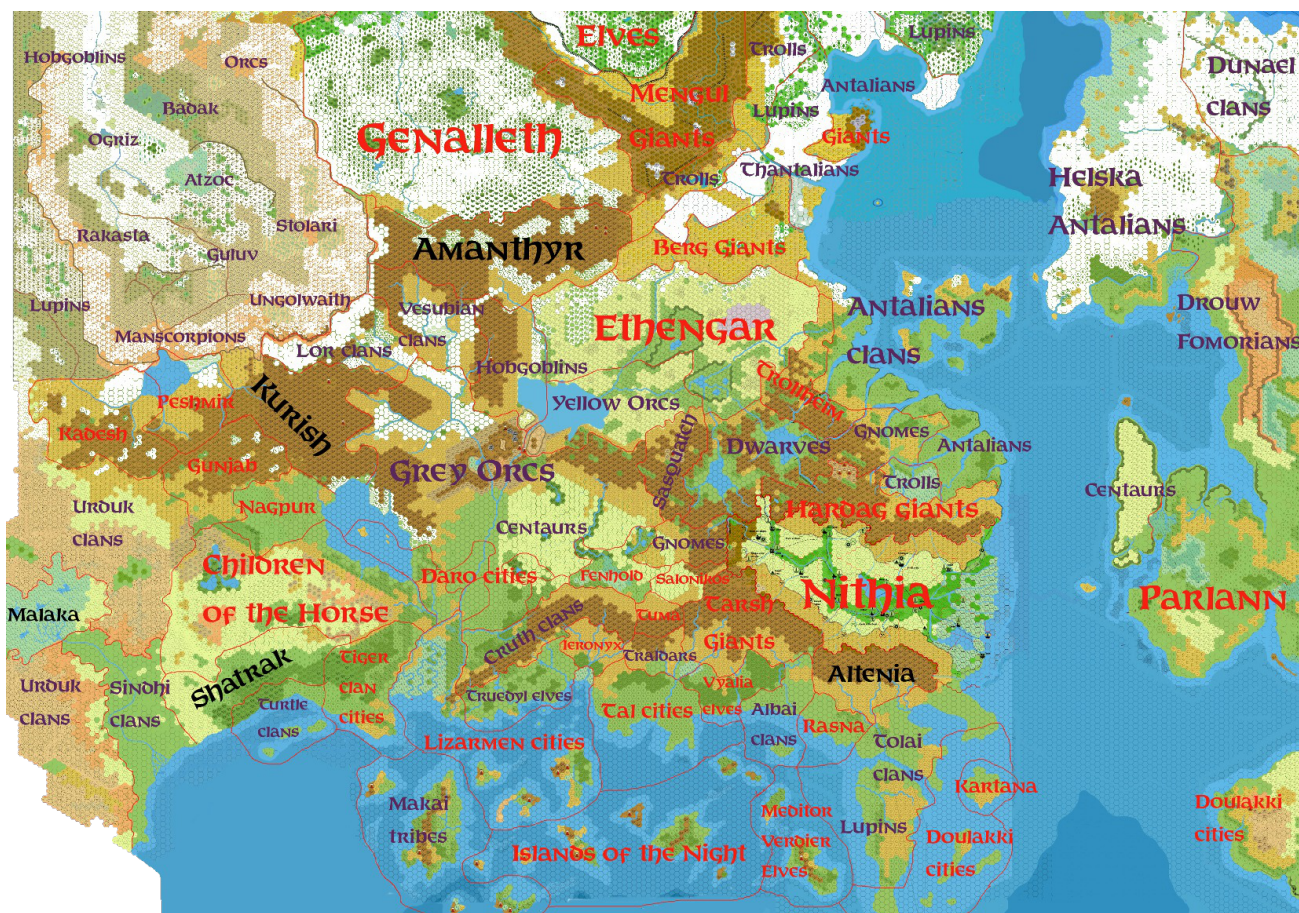 Elves
Trolls
Lupins
Hobgoblins
Orcs
Dunael
clans
Mengul
Giants
Antalians
Badak
Lupins
Giants
Genalleth
Ogriz
Trolls
Thantalians
Atzoc
Helska
Antalians
Rakasta
Stolari
Guluv
Amanthyr
Berg Giants
Lupins
Ungolwaith
Vesubian
clans
Ethengar
Antalians
clans
Drouw
Fomorians
Manscorpions
Lor clans
Hobgoblins
Trollheim
Peshmir
Kurish
Yellow Orcs
Kadesh
Sasquatch
Dwarves
Gnomes
Antalians
Gunjab
Grey Orcs
Trolls
Centaurs
Urduk
clans
Nagpur
Hardag Giants
Centaurs
Gnomes
Children
of the Horse
Daro cities
Fenhold
Salonikos
Nithia
Parlann
Malaka
Tarsh
Giants
Tuma
Cruth clans
Ieronyx
Traldars
Shatrak
Tiger
clan
cities
Altenia
Urduk
clans
Sindhi
clans
Truedyl elves
Vyalia
elves
Turtle
clans
Tal cities
Albai
clans
Rasna
Tolai
clans
Lizarmen cities
Kartana
Makai
tribes
Meditor
Verdier
Elves
Lupins
Doulakki
cities
Doulakki
cities
Islands of the Night